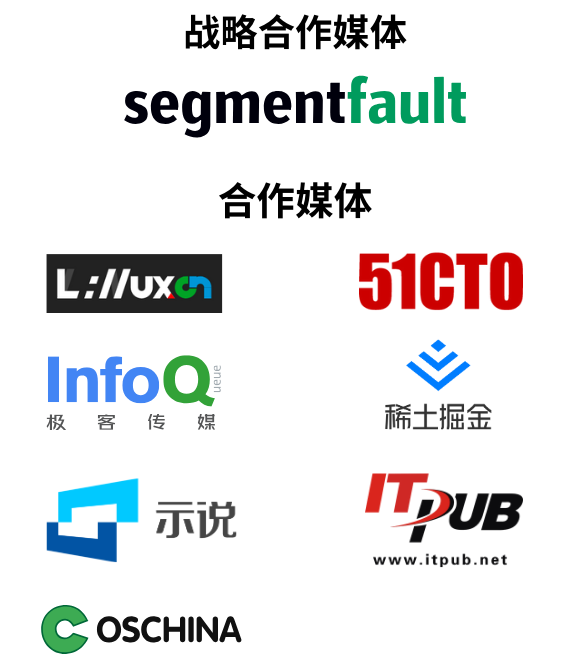 战略合作媒体
segmentfault
合作媒体
L://ux.cn
51CTO
InfoQ
ueue
极客传媒
稀土掘金
示说
ITPUB
www.itpub.net
OSCHINA